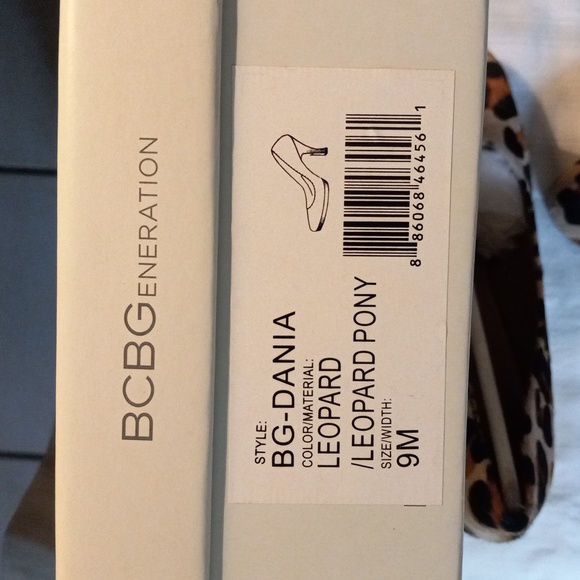 BCBGENERATION
STYLE:
BG-DANIA
COLOR/MATERIAL:
LEOPARD
/LEOPARD PONY
SIZE/WIDTH:
9M
8 86068 46456 1